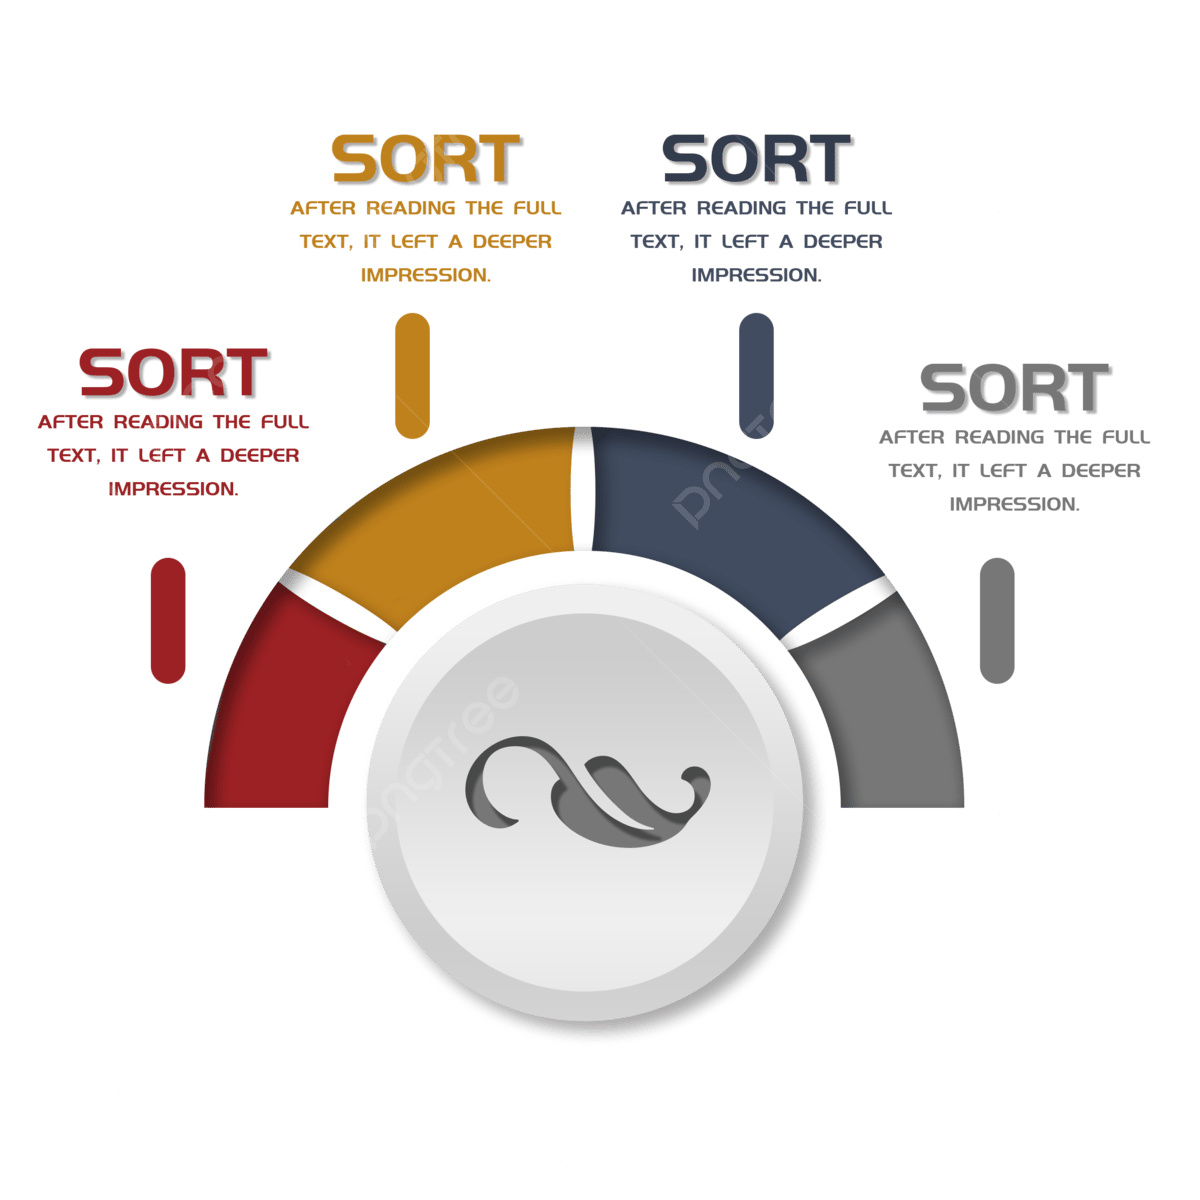 SORT
AFTER READING THE FULL
TEXT, IT LEFT A DEEPER
IMPRESSION.
SORT
AFTER READING THE FULL
TEXT, IT LEFT A DEEPER
IMPRESSION.
SORT
AFTER READING THE FULL
TEXT, IT LEFT A DEEPER
IMPRESSION.
SORT
AFTER READING THE FULL
TEXT, IT LEFT A DEEPER
IMPRESSION.
pngtree